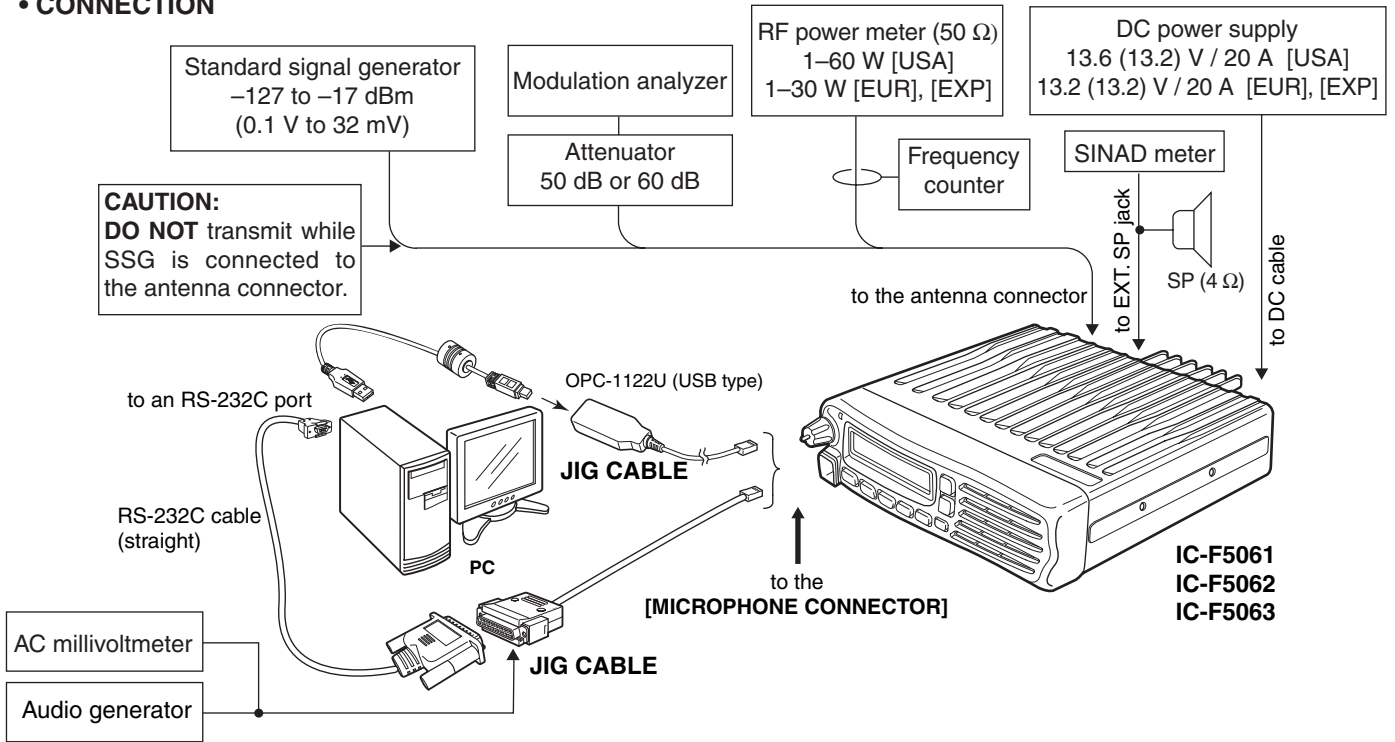 • CONNECTION
Standard signal generator
–127 to –17 dBm
(0.1 V to 32 mV)
Modulation analyzer
Attenuator
50 dB or 60 dB
RF power meter (50 Ω)
1–60 W [USA]
1–30 W [EUR], [EXP]
Frequency
counter
DC power supply
13.6 (13.2) V / 20 A [USA]
13.2 (13.2) V / 20 A [EUR], [EXP]
SINAD meter
CAUTION:
DO NOT transmit while
SSG is connected to
the antenna connector.
to the antenna connector
to EXT. SP jack
SP (4 Ω)
to DC cable
to an RS-232C port
OPC-1122U (USB type)
JIG CABLE
RS-232C cable
(straight)
PC
to the
[MICROPHONE CONNECTOR]
IC-F5061
IC-F5062
IC-F5063
JIG CABLE
AC millivoltmeter
Audio generator